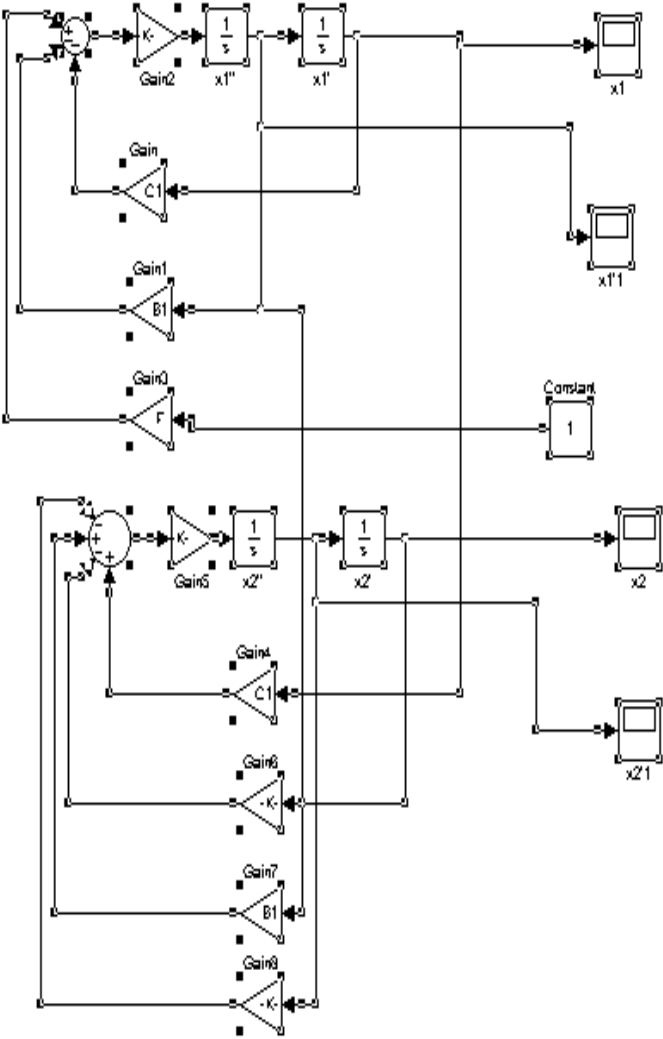 +
−
−
K-
Gain2
1
s
x1''
1
s
x1'
x1
Gain
C1
x1'1
Gain1
B1
Gain3
F
Constant
1
−
+
−
+
K-
Gain5
1
s
x2''
1
s
x2'
x2
Gain4
C1
x2'1
Gain6
-K-
Gain7
B1
Gain8
-K-